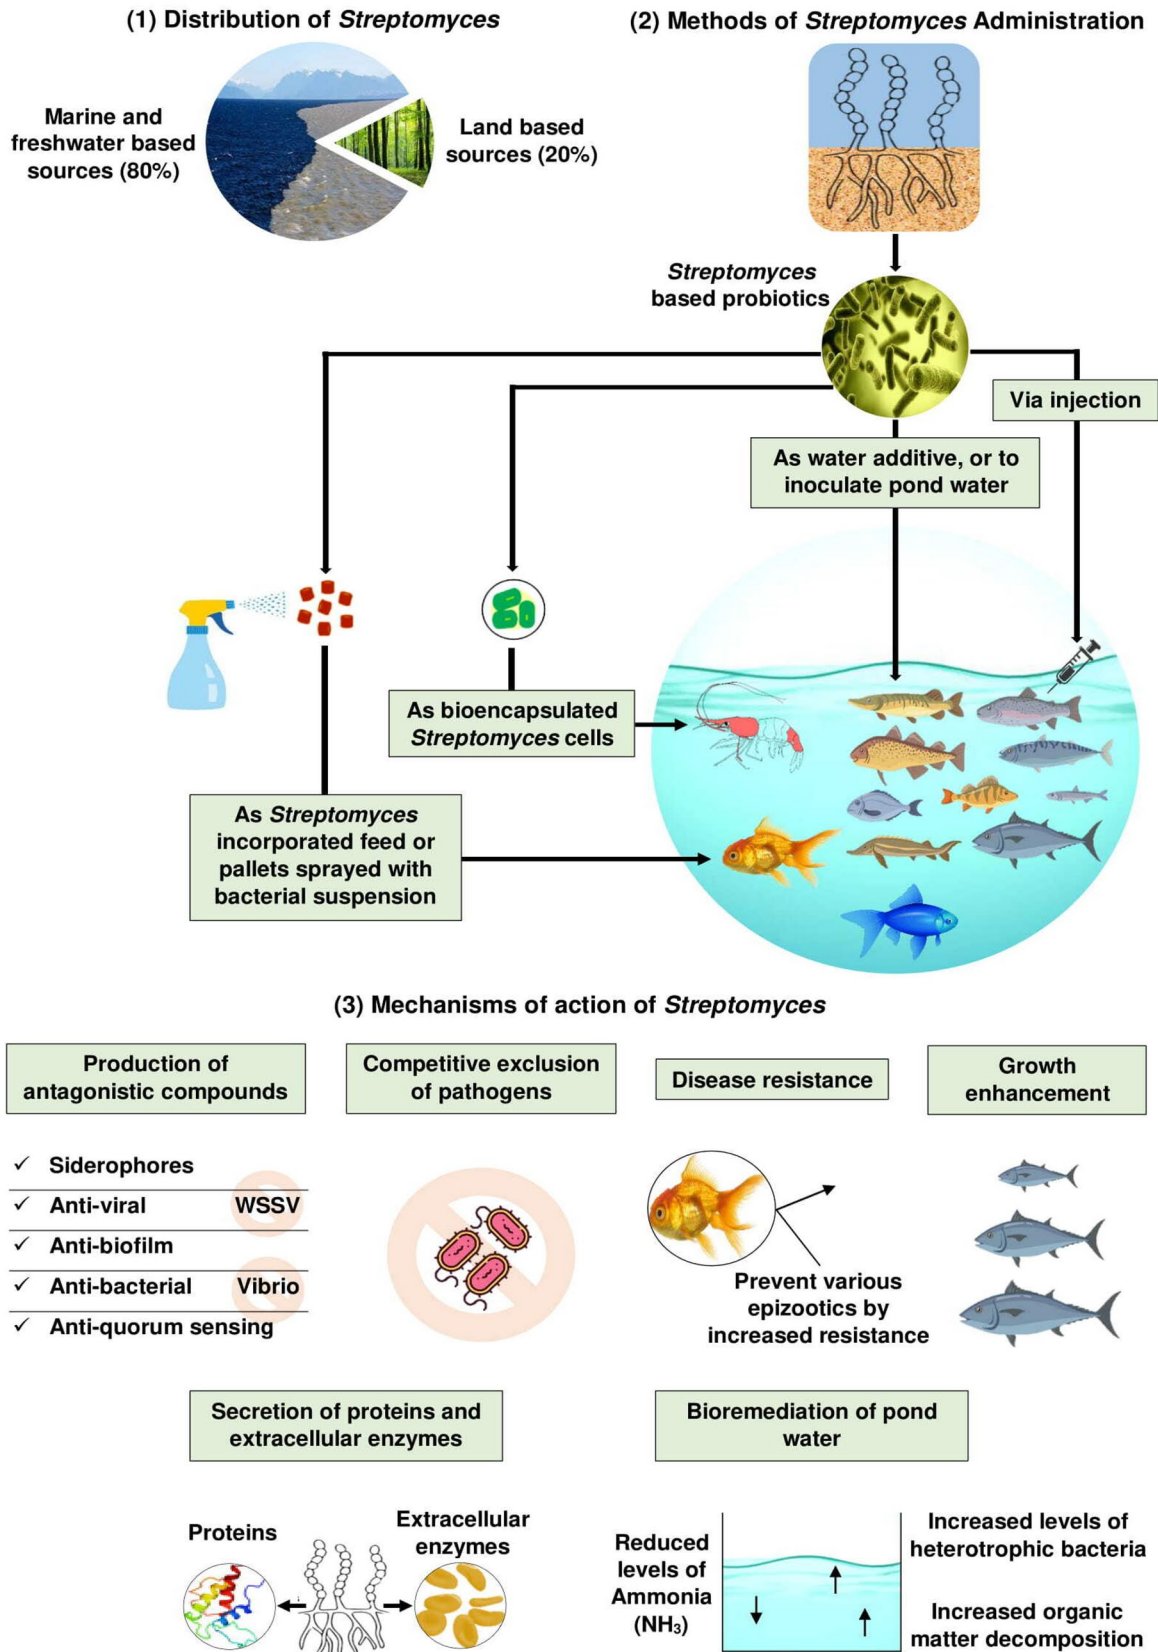 (1) Distribution of Streptomyces
Marine and
freshwater based
sources (80%)
Land based
sources (20%)
(2) Methods of Streptomyces Administration
Streptomyces
based probiotics
Via injection
As water additive, or to
inoculate pond water
As bioencapsulated
Streptomyces cells
As Streptomyces
incorporated feed or
pallets sprayed with
bacterial suspension
(3) Mechanisms of action of Streptomyces
Production of
antagonistic compounds
✓ Siderophores
✓ Anti-viral WSSV
✓ Anti-biofilm
✓ Anti-bacterial Vibrio
✓ Anti-quorum sensing
Competitive exclusion
of pathogens
Disease resistance
Prevent various
epizootics by
increased resistance
Growth
enhancement
Secretion of proteins and
extracellular enzymes
Proteins
Extracellular
enzymes
Bioremediation of pond
water
Reduced
levels of
Ammonia
(NH₃)
Increased levels of
heterotrophic bacteria
Increased organic
matter decomposition